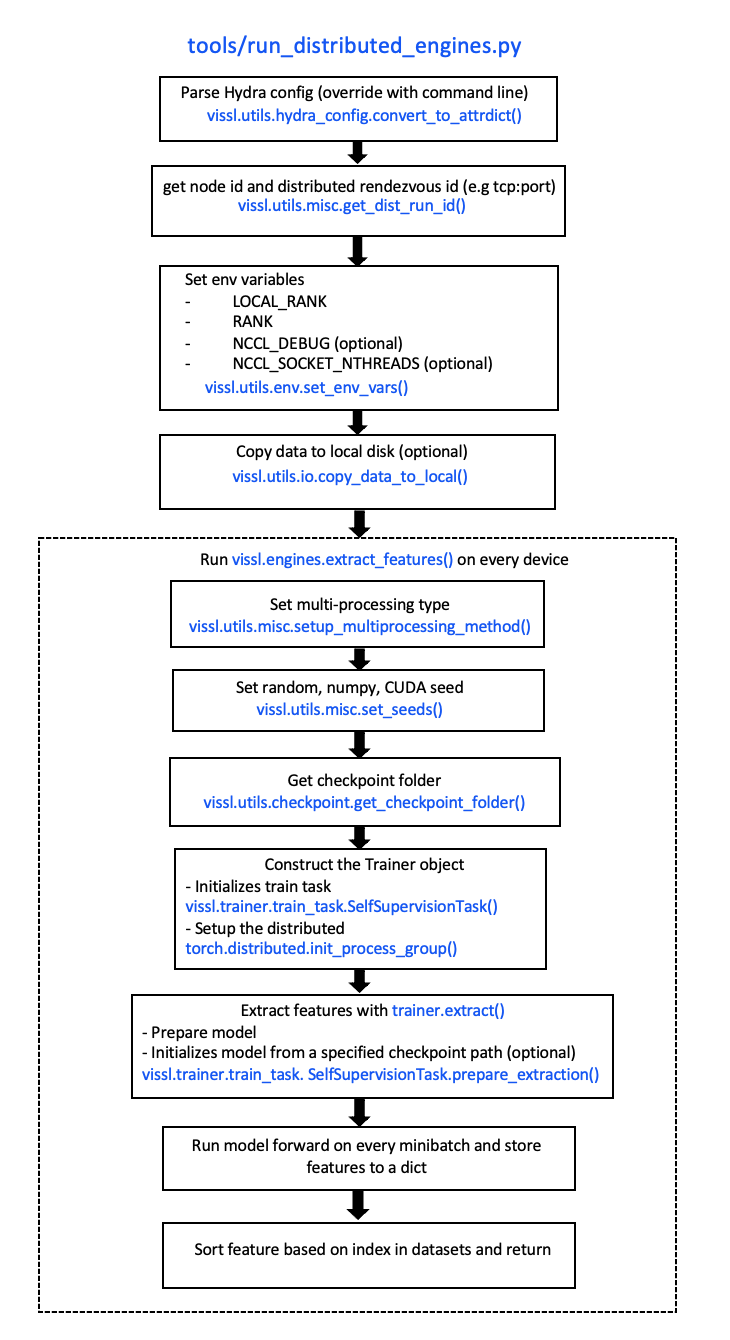 tools/run_distributed_engines.py
Parse Hydra config (override with command line)
vissl.utils.hydra_config.convert_to_attrdict()
get node id and distributed rendezvous id (e.g tcp:port)
vissl.utils.misc.get_dist_run_id()
Set env variables
- LOCAL_RANK
- RANK
- NCCL_DEBUG (optional)
- NCCL_SOCKET_NTHREADS (optional)
vissl.utils.env.set_env_vars()
Copy data to local disk (optional)
vissl.utils.io.copy_data_to_local()
Run vissl.engines.extract_features() on every device
Set multi-processing type
vissl.utils.misc.setup_multiprocessing_method()
Set random, numpy, CUDA seed
vissl.utils.misc.set_seeds()
Get checkpoint folder
vissl.utils.checkpoint.get_checkpoint_folder()
Construct the Trainer object
- Initializes train task
vissl.trainer.train_task.SelfSupervisionTask()
- Setup the distributed
torch.distributed.init_process_group()
Extract features with trainer.extract()
- Prepare model
- Initializes model from a specified checkpoint path (optional)
vissl.trainer.train_task. SelfSupervisionTask.prepare_extraction()
Run model forward on every minibatch and store
features to a dict
Sort feature based on index in datasets and return